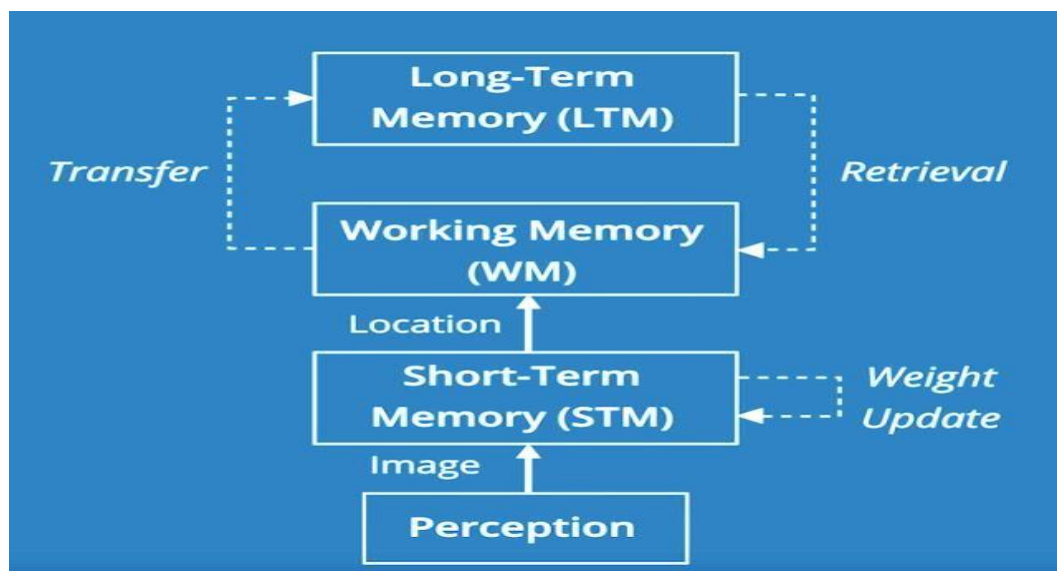 Long-Term
Memory (LTM)
Transfer
Retrieval
Working Memory
(WM)
Location
Short-Term
Memory (STM)
Weight
Update
Image
Perception